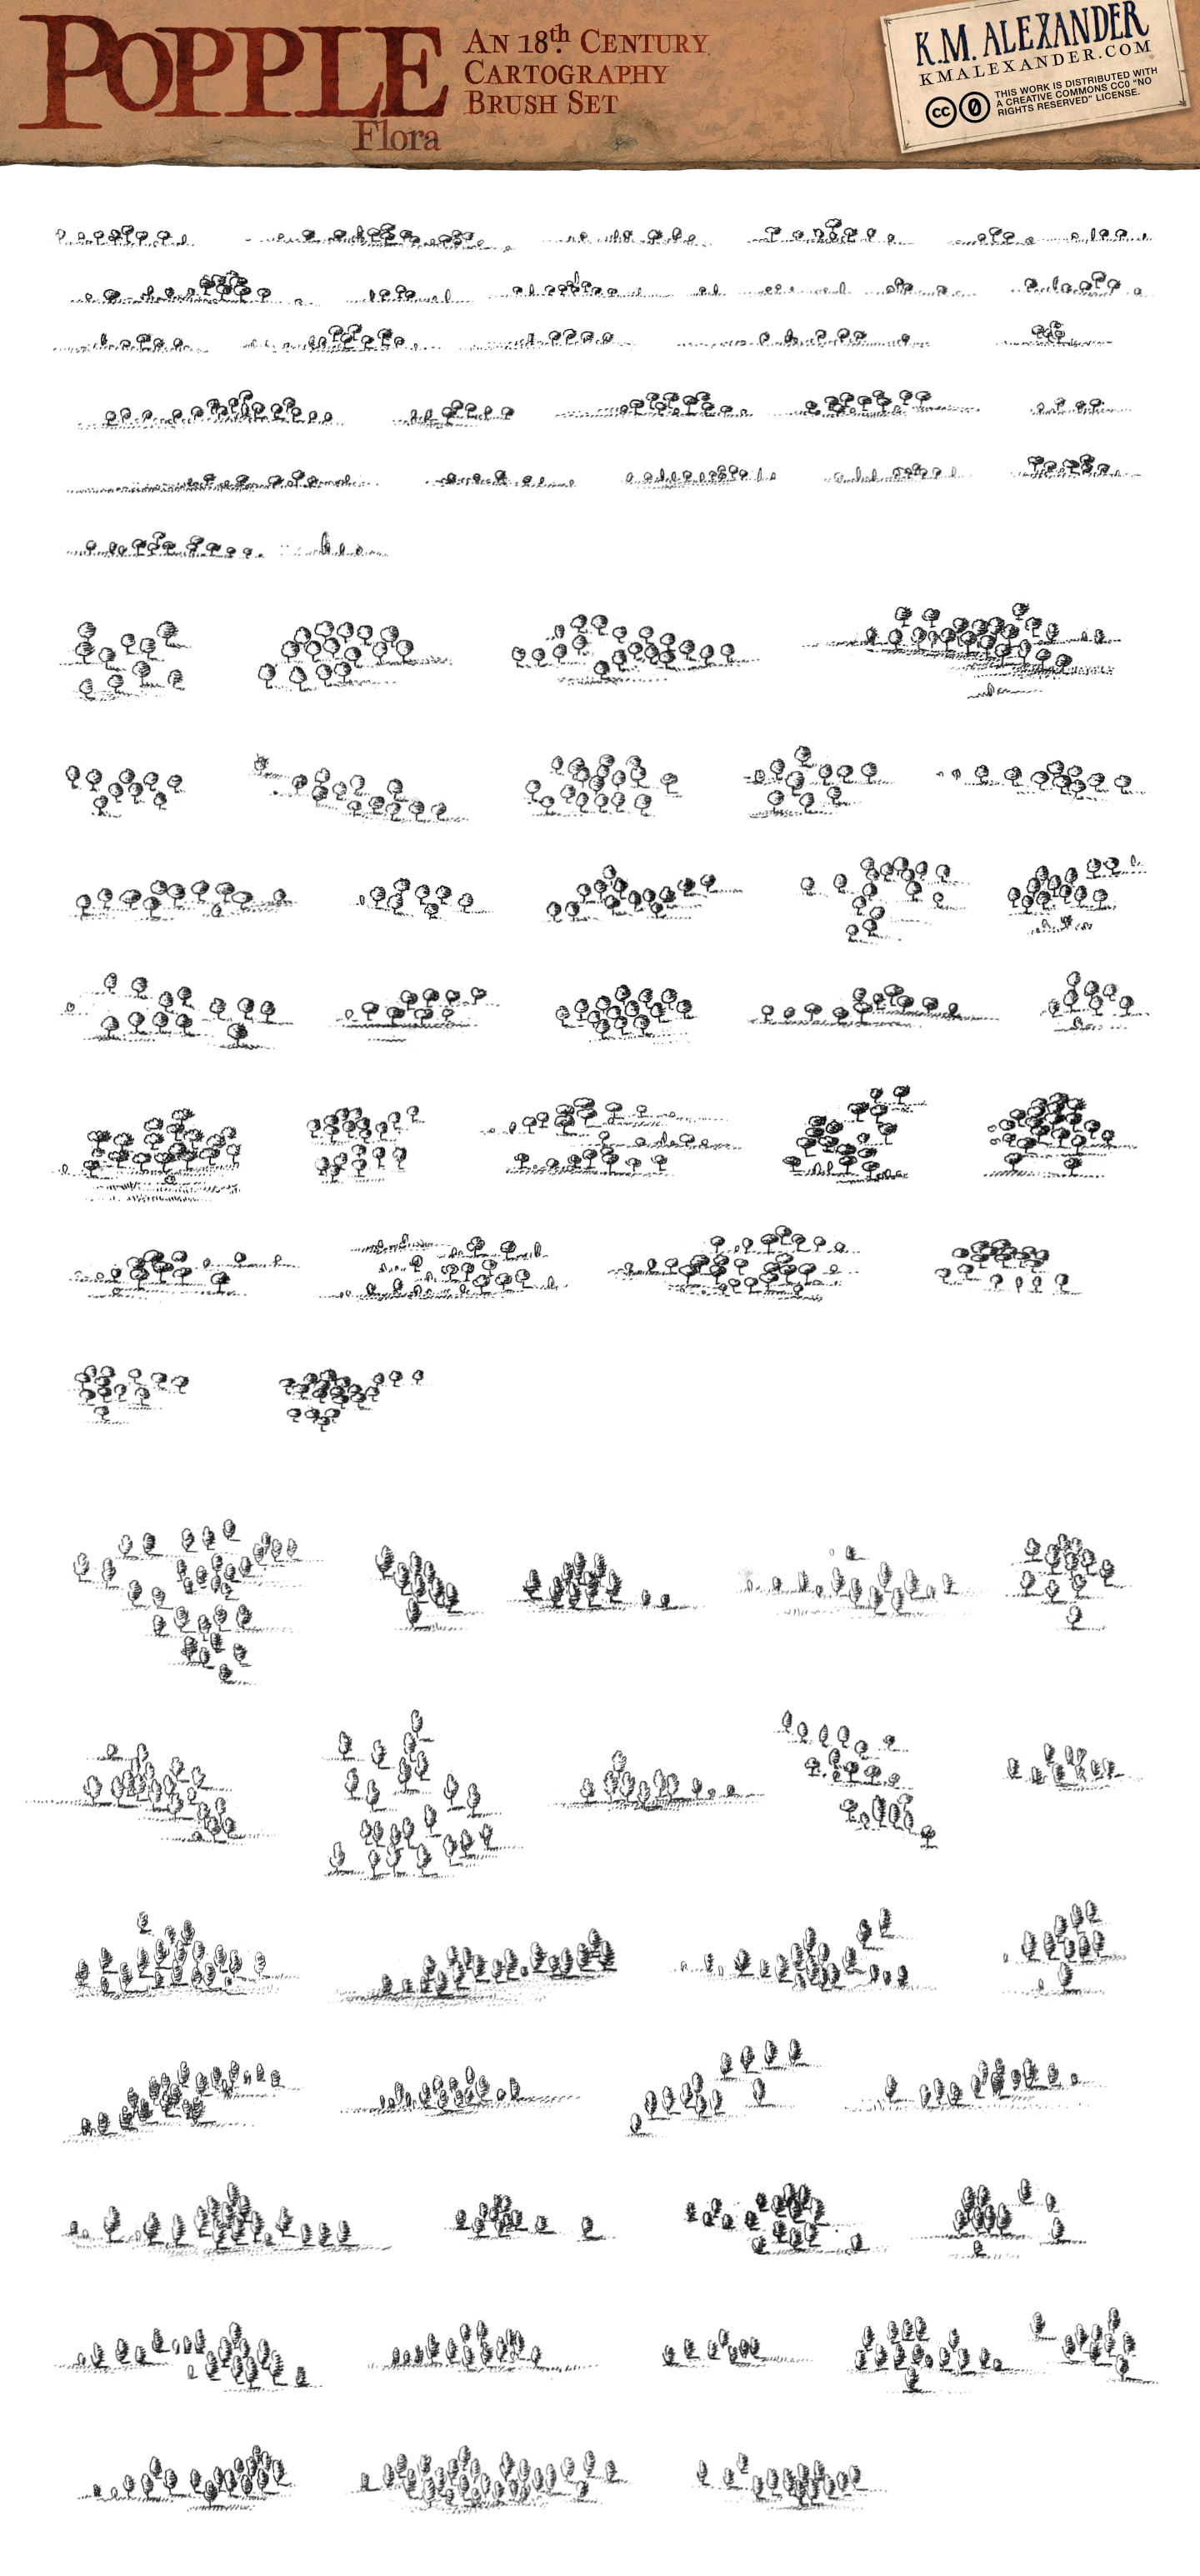 POPPLE
Flora
AN 18th CENTURY
CARTOGRAPHY
BRUSH SET
K.M. ALEXANDER
KMALEXANDER.COM
cc 0
THIS WORK IS DISTRIBUTED WITH
A CREATIVE COMMONS CC0 "NO
RIGHTS RESERVED" LICENSE.